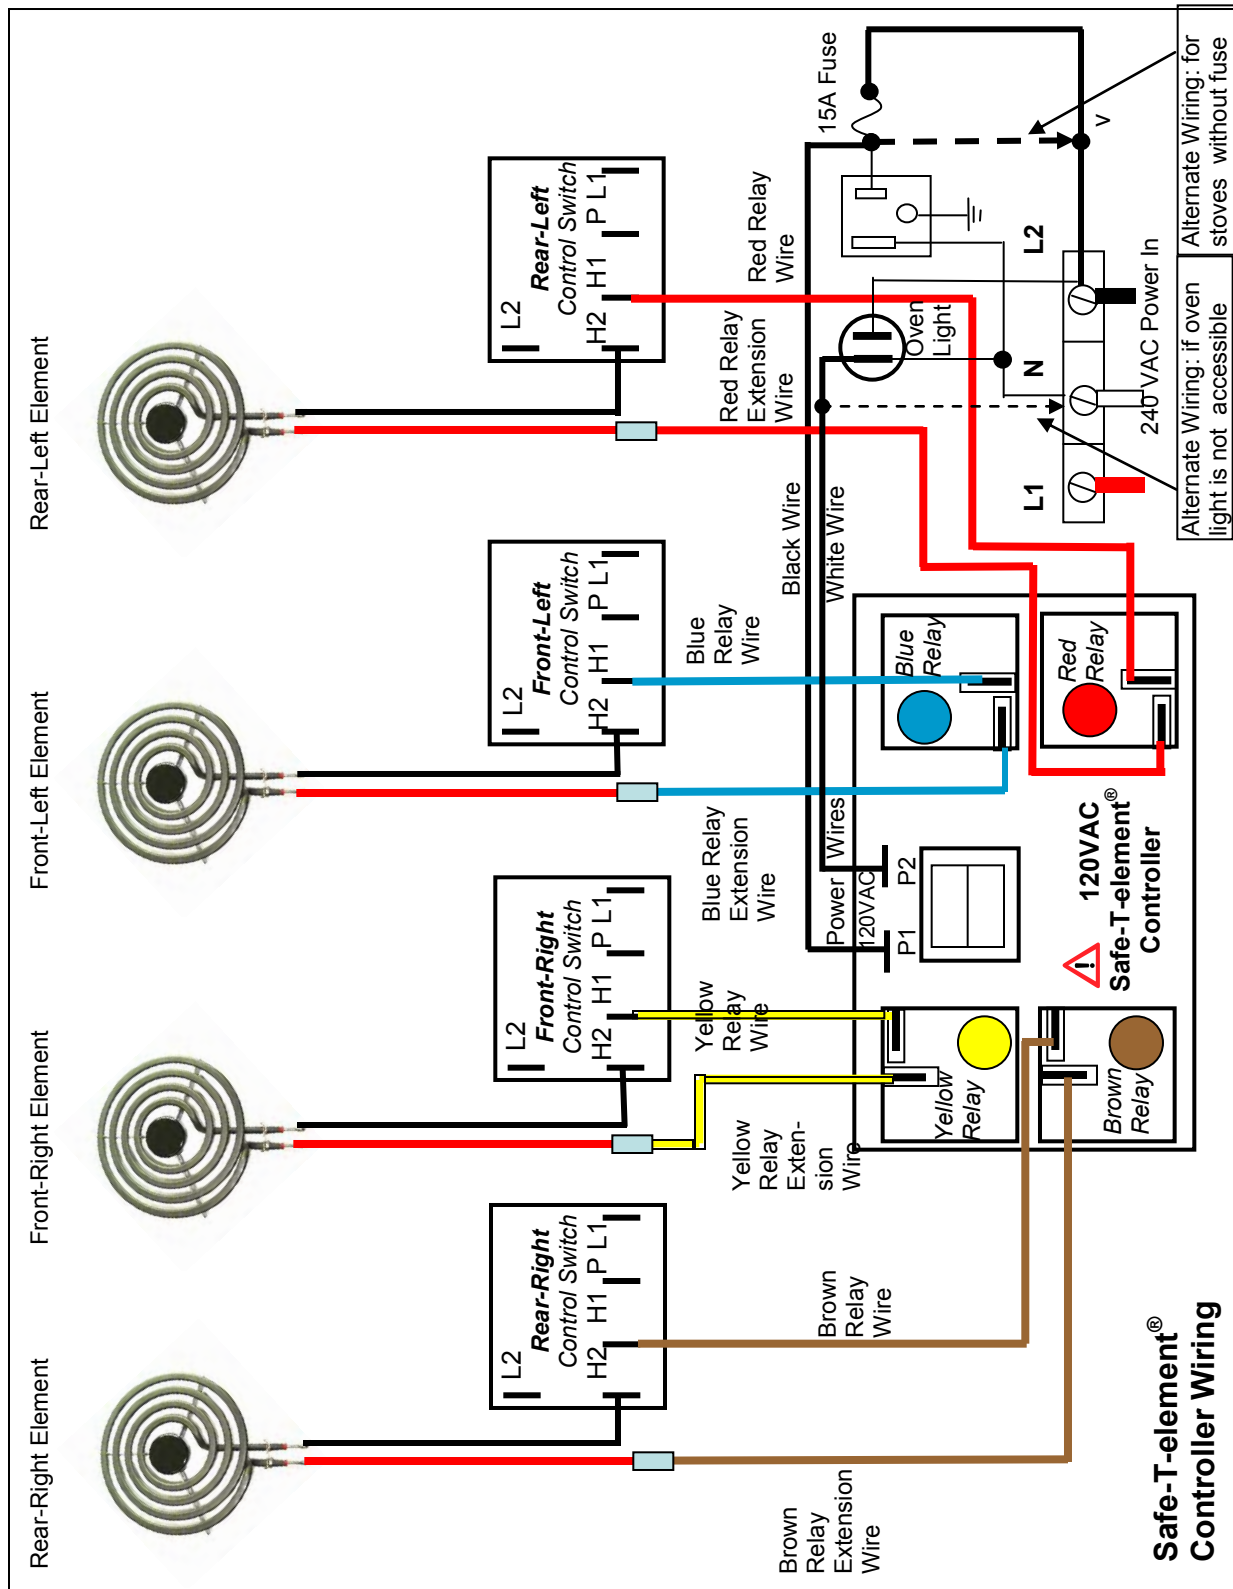 Rear-Right Element
Front-Right Element
Front-Left Element
Rear-Left Element
L2
Rear-Right
Control Switch
H2 H1 P L1
L2
Front-Right
Control Switch
H2 H1 P L1
L2
Front-Left
Control Switch
H2 H1 P L1
L2
Rear-Left
Control Switch
H2 H1 P L1
Brown
Relay
Extension
Wire
Brown
Relay
Wire
Yellow
Relay
Exten-
sion
Wire
Yellow
Relay
Wire
Blue Relay
Extension
Wire
Blue
Relay
Wire
Red Relay
Extension
Wire
Red Relay
Wire
Black Wire
White Wire
15A Fuse
Power Wires
120VAC
P1 P2
Yellow
Relay
Brown
Relay
Blue
Relay
Red
Relay
120VAC
Safe-T-element®
Controller
!
Oven
Light
L1 N L2
240 VAC Power In
V
Alternate Wiring: if oven
light is not accessible
Alternate Wiring: for
stoves without fuse
Safe-T-element®
Controller Wiring